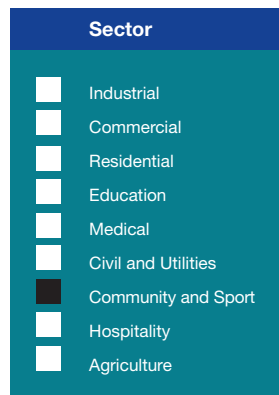 Sector
Industrial
Commercial
Residential
Education
Medical
Civil and Utilities
Community and Sport
Hospitality
Agriculture